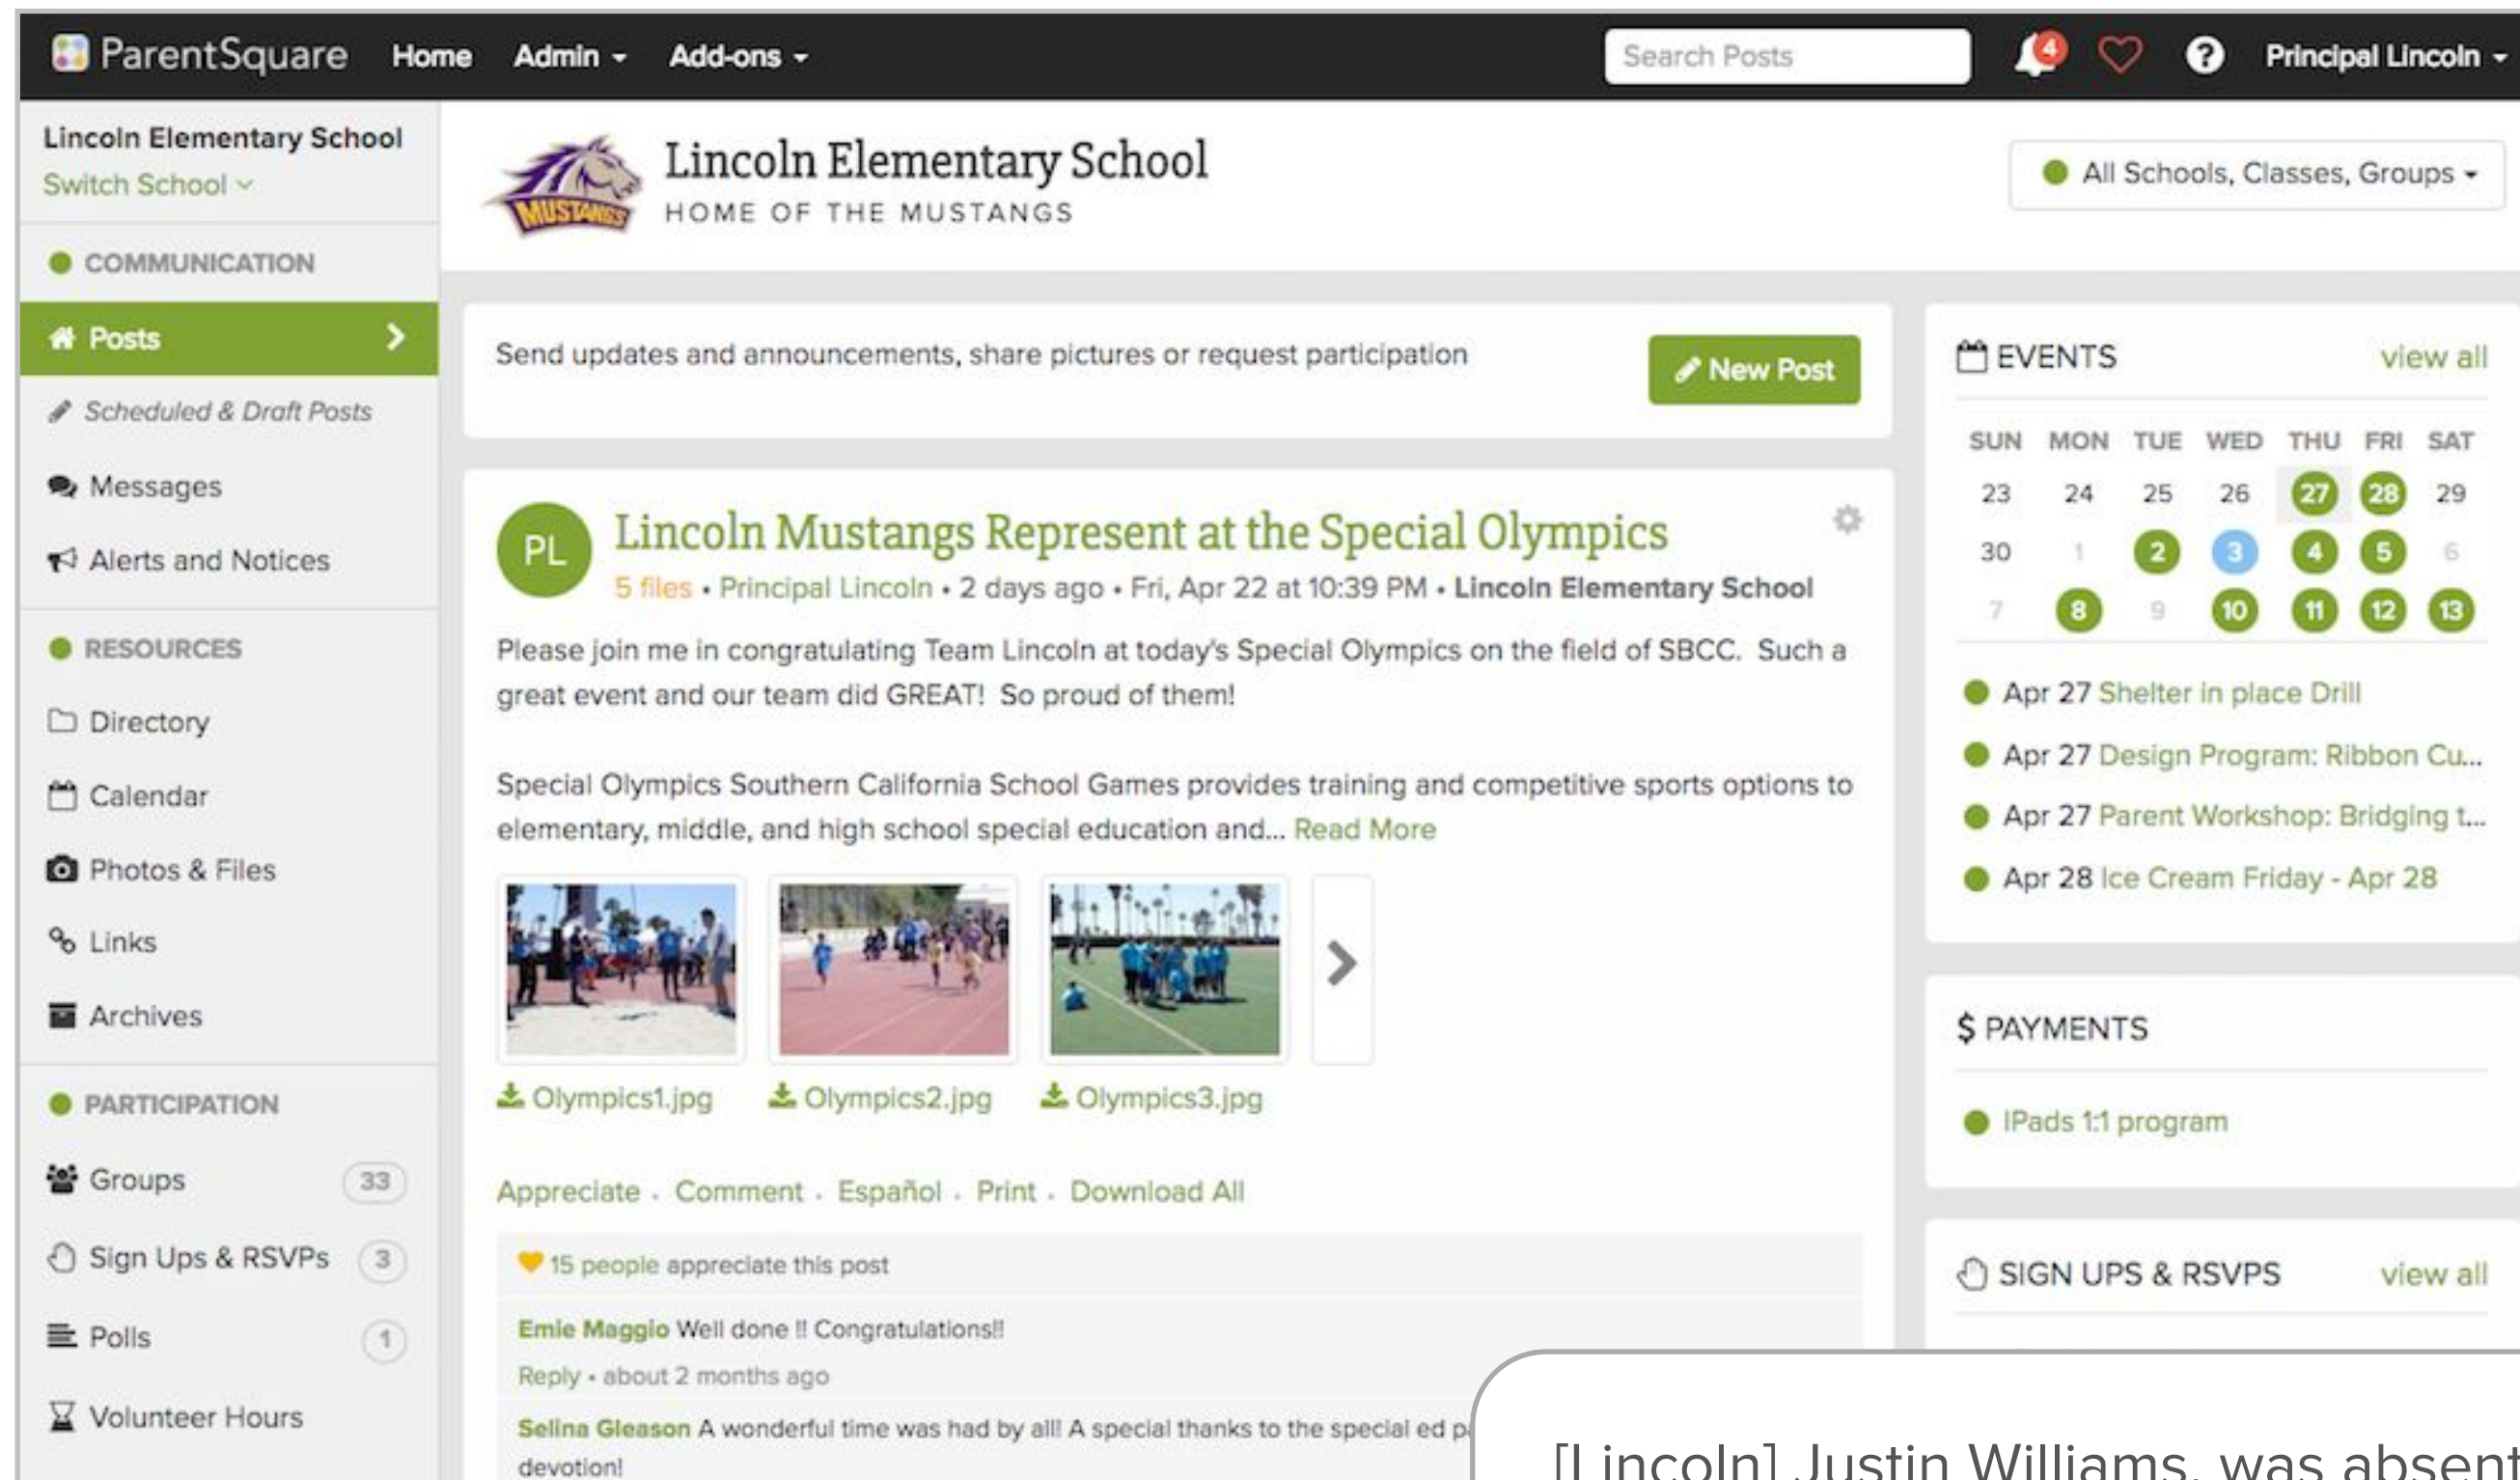 ParentSquare Home Admin Add-ons Search Posts 4 ? Principal Lincoln
Lincoln Elementary School
Switch School
COMMUNICATION
Posts
Scheduled & Draft Posts
Messages
Alerts and Notices
RESOURCES
Directory
Calendar
Photos & Files
Links
Archives
PARTICIPATION
Groups 33
Sign Ups & RSVPs 3
Polls 1
Volunteer Hours
MUSTANGS
Lincoln Elementary School
HOME OF THE MUSTANGS
All Schools, Classes, Groups
Send updates and announcements, share pictures or request participation
New Post
PL
Lincoln Mustangs Represent at the Special Olympics
5 files • Principal Lincoln • 2 days ago • Fri, Apr 22 at 10:39 PM • Lincoln Elementary School
Please join me in congratulating Team Lincoln at today's Special Olympics on the field of SBCC. Such a
great event and our team did GREAT! So proud of them!
Special Olympics Southern California School Games provides training and competitive sports options to
elementary, middle, and high school special education and... Read More
Olympics1.jpg Olympics2.jpg Olympics3.jpg
Appreciate • Comment • Español • Print • Download All
15 people appreciate this post
Emie Maggio Well done !! Congratulations!!
Reply • about 2 months ago
Selina Gleason A wonderful time was had by all! A special thanks to the special ed
devotion!
EVENTS view all
SUN MON TUE WED THU FRI SAT
23 24 25 26 27 28 29
30 1 2 3 4 5 6
7 8 9 10 11 12 13
Apr 27 Shelter in place Drill
Apr 27 Design Program: Ribbon Cu...
Apr 27 Parent Workshop: Bridging t...
Apr 28 Ice Cream Friday - Apr 28
$ PAYMENTS
IPads 1:1 program
SIGN UPS & RSVPS view all
[Lincoln] Justin Williams, was absent